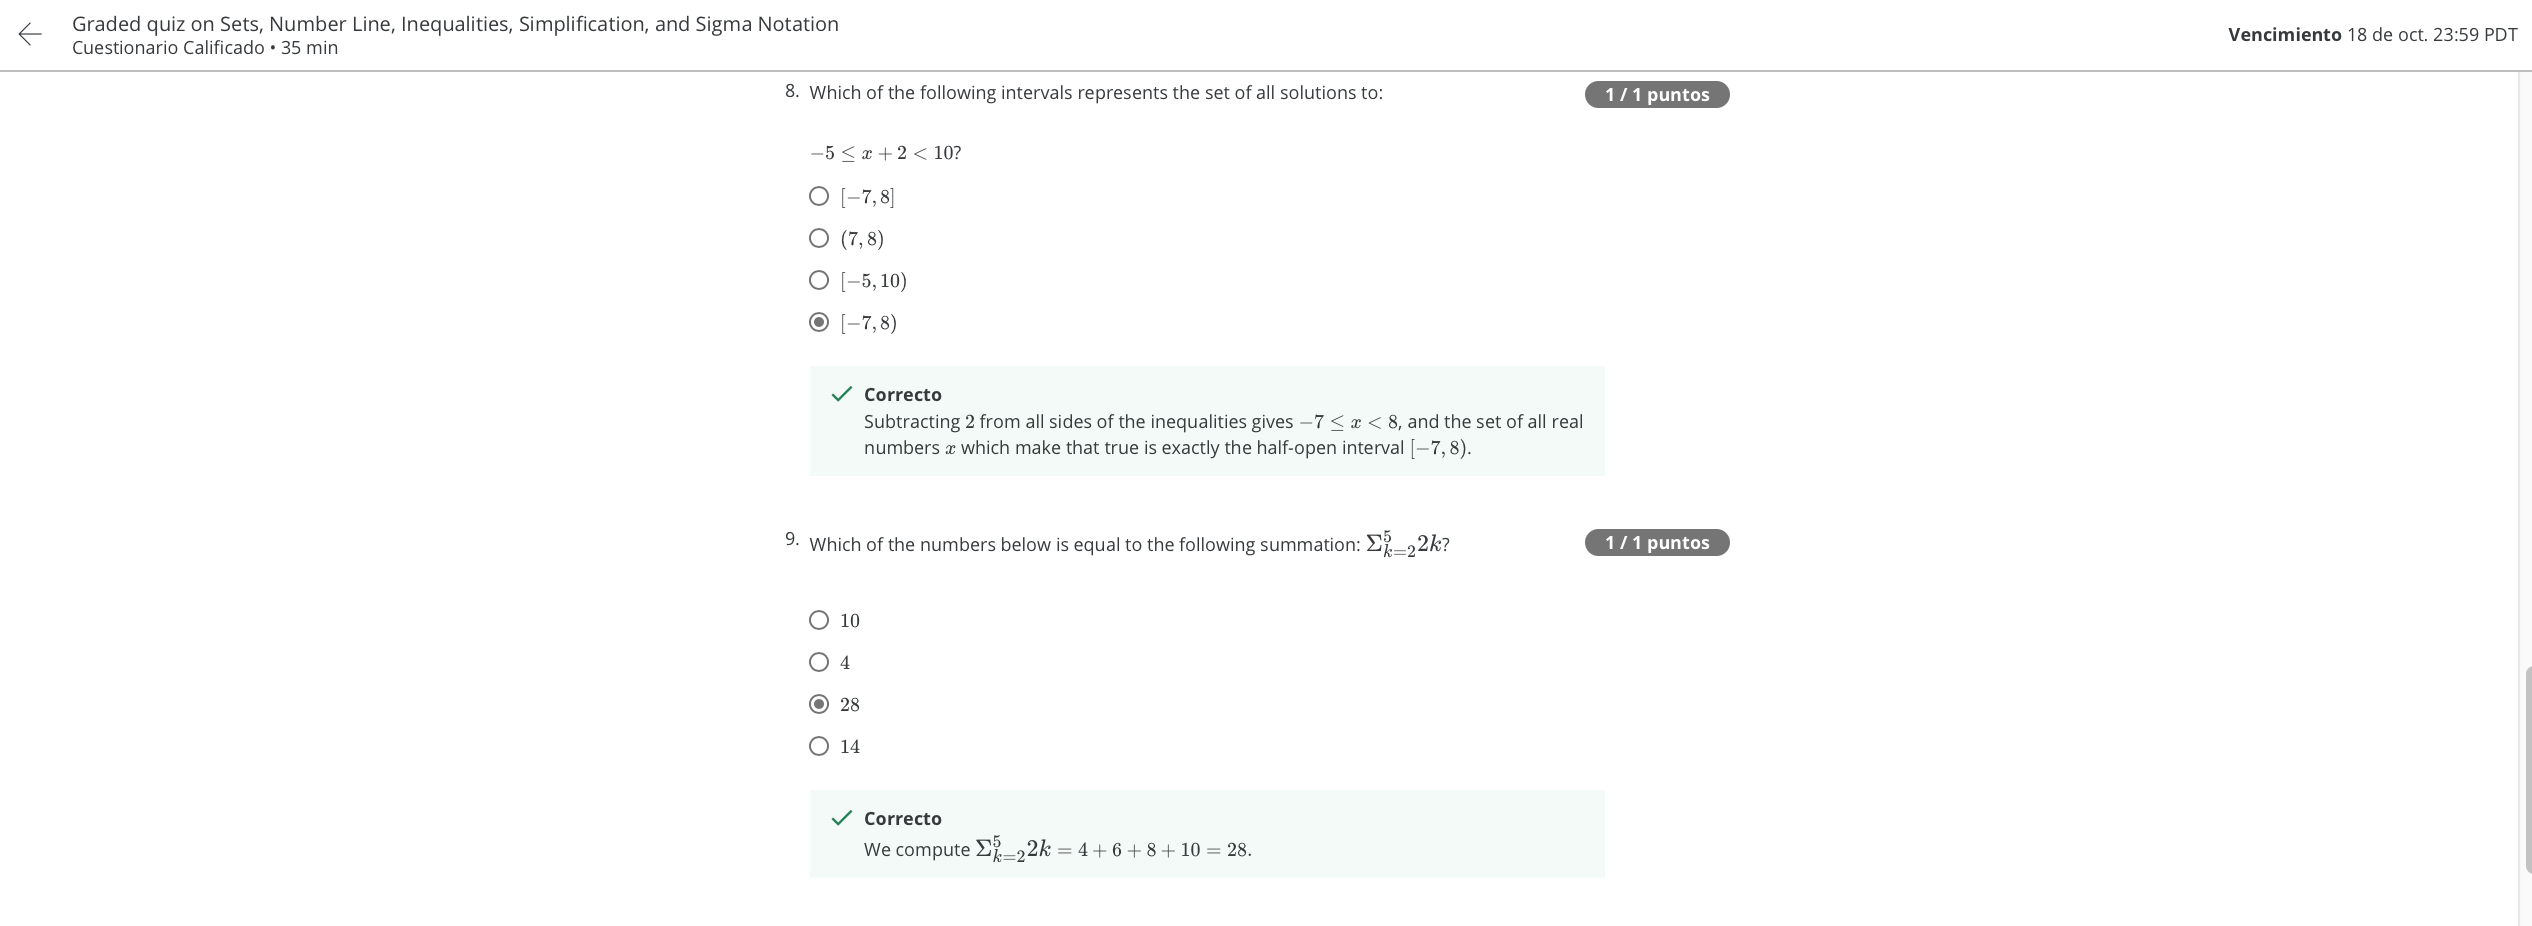 Graded quiz on Sets, Number Line, Inequalities, Simplification, and Sigma Notation
Cuestionario Calificado • 35 min
Vencimiento 18 de oct. 23:59 PDT
8. Which of the following intervals represents the set of all solutions to:
1 / 1 puntos
−5 ≤ x + 2 < 10?
[−7, 8]
(7, 8)
[−5, 10)
[−7, 8)
Correcto
Subtracting 2 from all sides of the inequalities gives −7 ≤ x < 8, and the set of all real
numbers x which make that true is exactly the half-open interval [−7, 8).
9. Which of the numbers below is equal to the following summation: Σ_{k=2}^{5} 2k?
1 / 1 puntos
10
4
28
14
Correcto
We compute Σ_{k=2}^{5} 2k = 4 + 6 + 8 + 10 = 28.